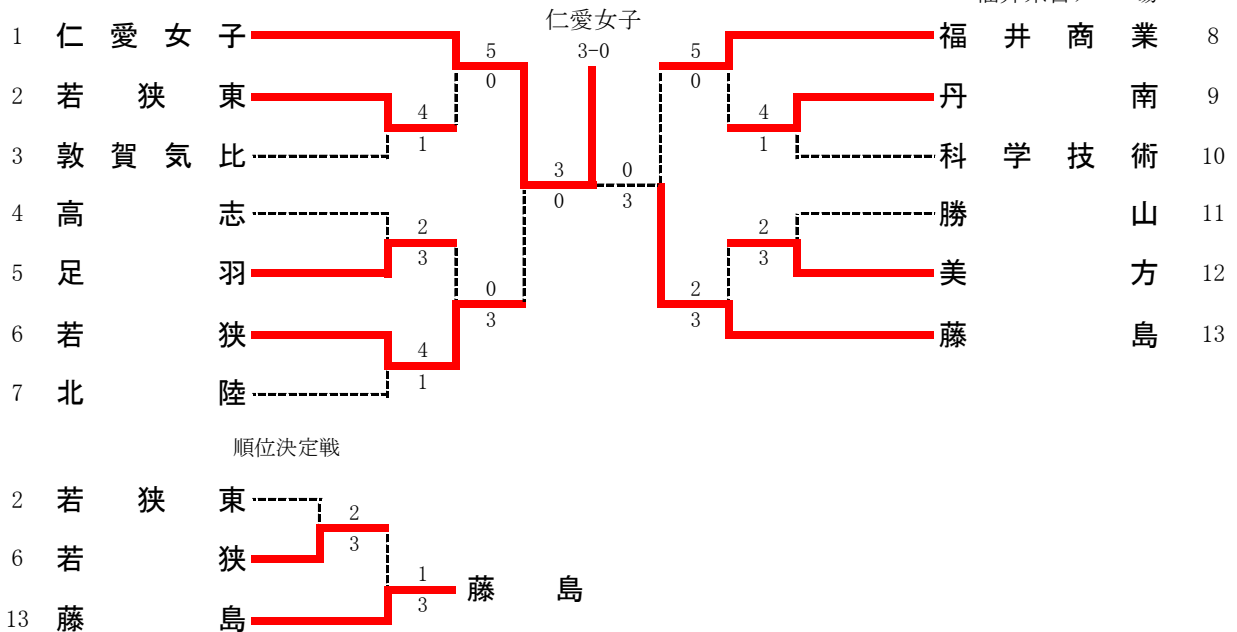 仁愛女子
3-0
1 仁愛女子 5 5 福井商業 8
0 0
2 若狭東 4 4 丹南 9
1 1
3 敦賀気比 科学技術 10
3 0
0 3
4 高志 2 2 勝山 11
3 3
5 足羽 美方 12
0 2
3 3
6 若狭 4 藤島 13
1
7 北陸
順位決定戦
2 若狭東 2
3
6 若狭
1 藤島
3
13 藤島